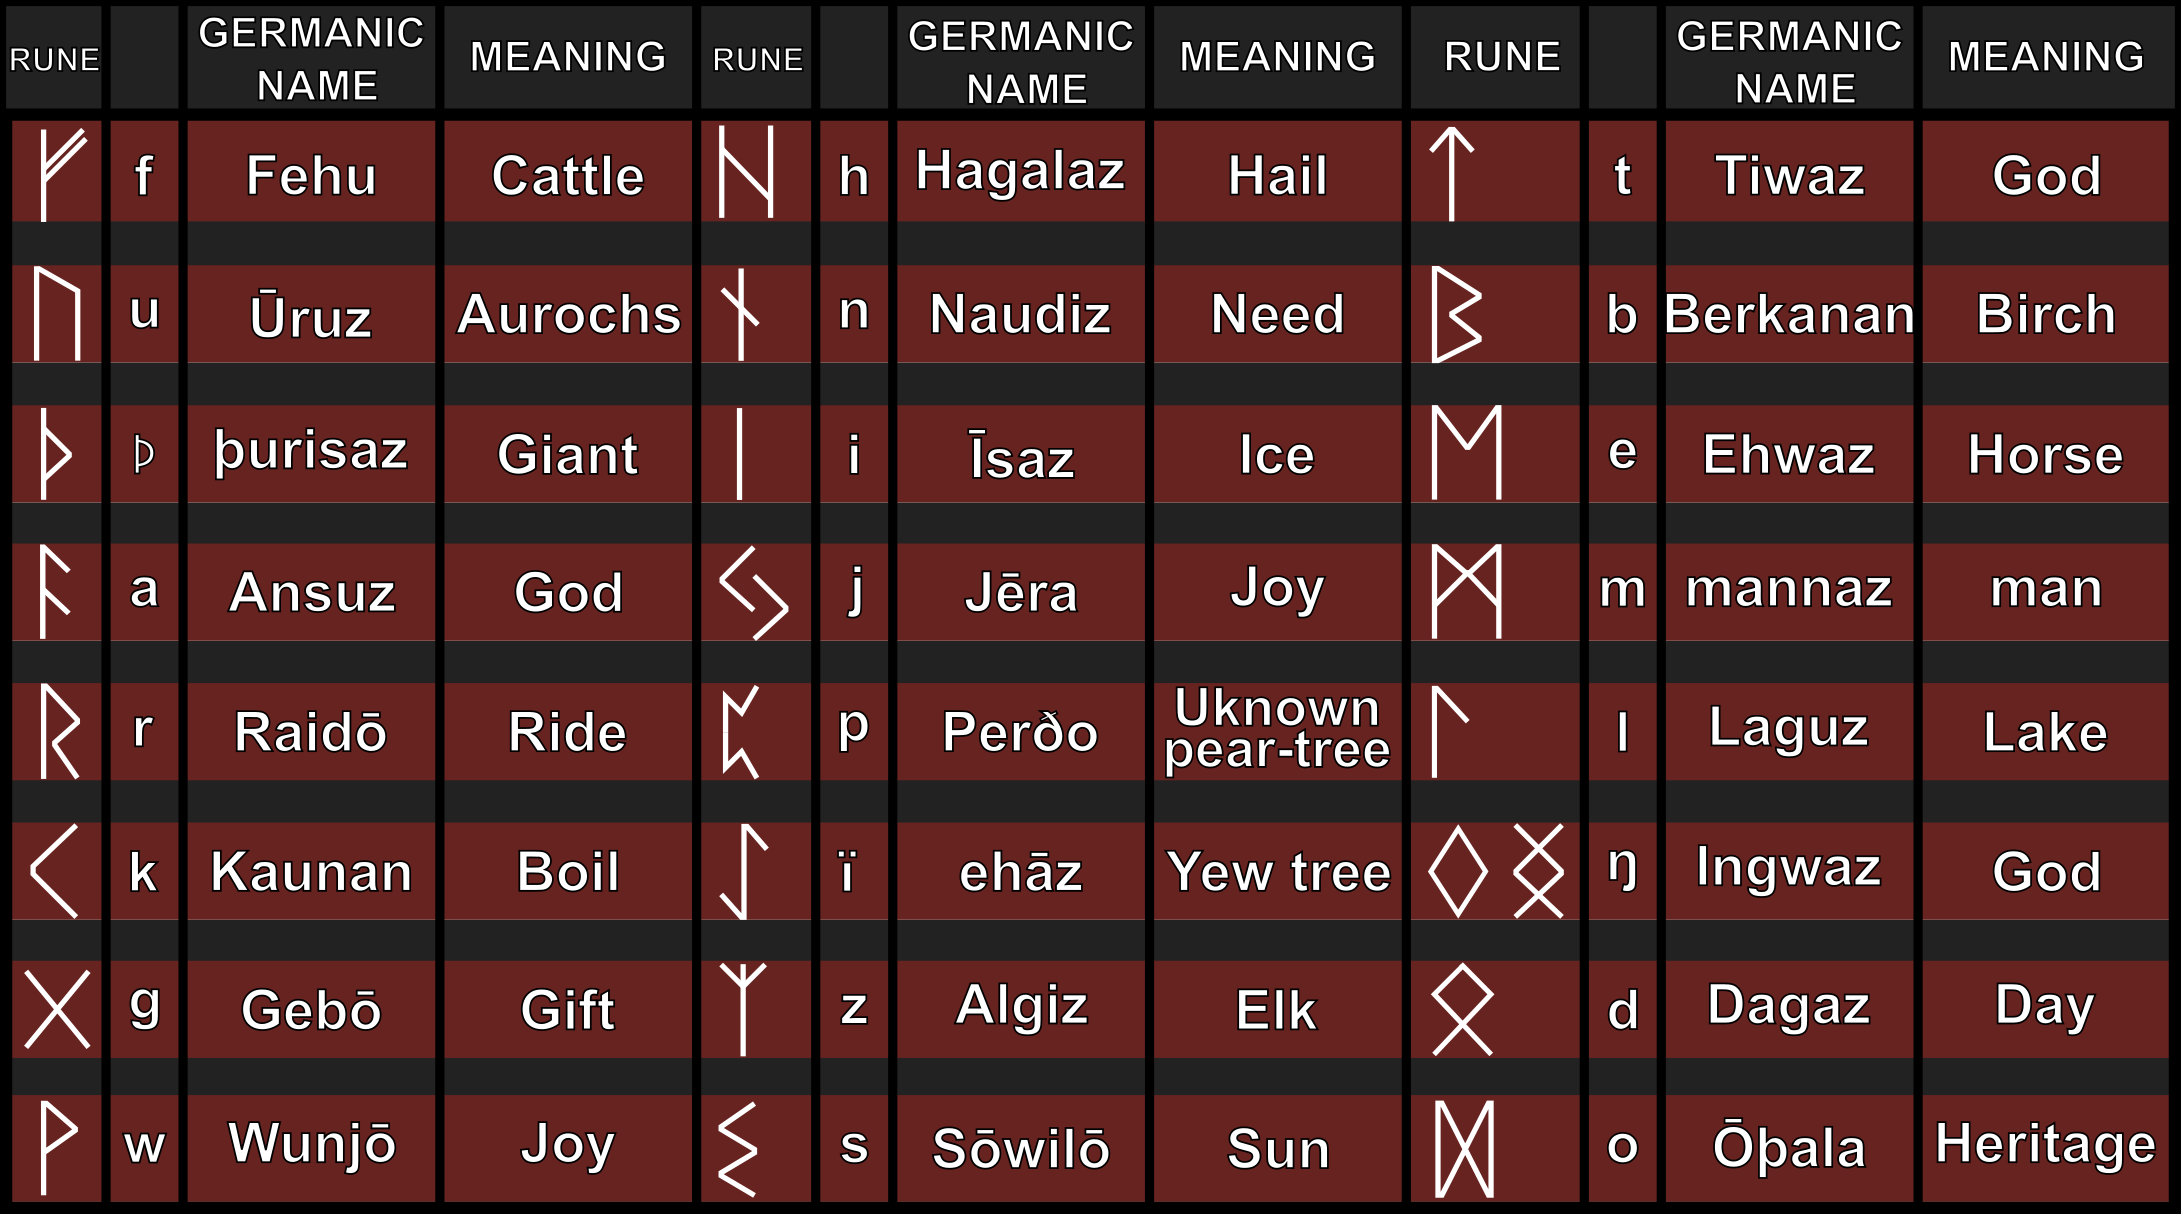 RUNE GERMANIC NAME MEANING RUNE GERMANIC NAME MEANING RUNE GERMANIC NAME MEANING
ᚠ f Fehu Cattle ᚺ h Hagalaz Hail ᛏ t Tiwaz God
ᚢ u Ūruz Aurochs ᚾ n Naudiz Need ᛒ b Berkanan Birch
ᚦ þ þurisaz Giant ᛁ i Īsaz Ice ᛖ e Ehwaz Horse
ᚨ a Ansuz God ᛃ j Jēra Joy ᛗ m mannaz man
ᚱ r Raidō Ride ᛈ p Perðo Uknown pear-tree ᛚ l Laguz Lake
ᚲ k Kaunan Boil ᛇ ï ehāz Yew tree ᛜ ᛝ ŋ Ingwaz God
ᚷ g Gebō Gift ᛉ z Algiz Elk ᛟ d Dagaz Day
ᚹ w Wunjō Joy ᛊ s Sōwilō Sun ᛞ o Ōþala Heritage